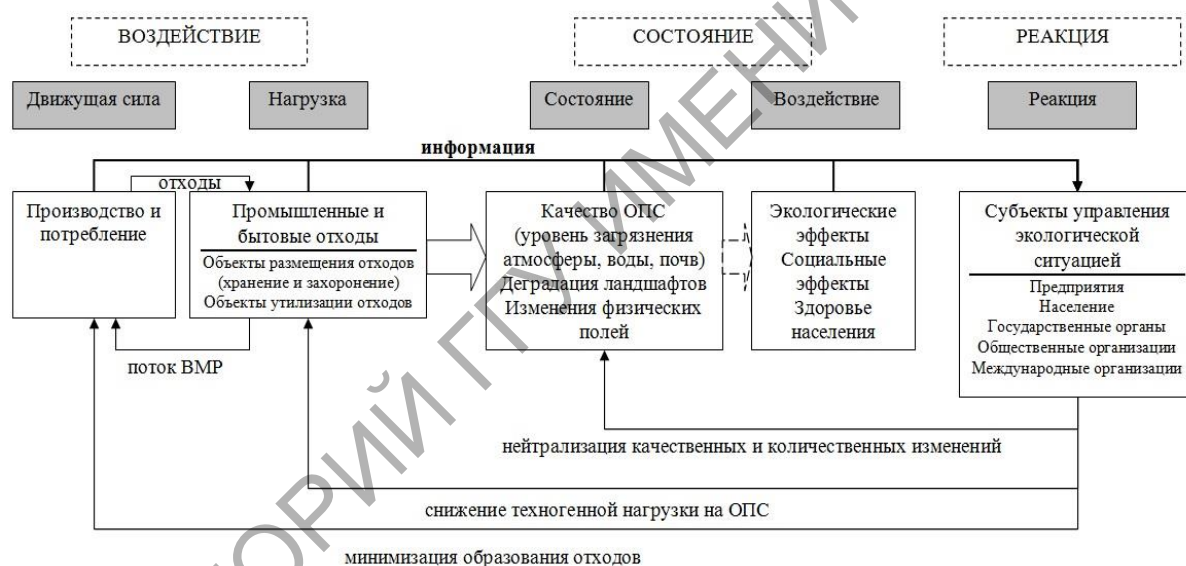 ВОЗДЕЙСТВИЕ
СОСТОЯНИЕ
РЕАКЦИЯ
Движущая сила
Нагрузка
Состояние
Воздействие
Реакция
информация
отходы
Производство и
потребление
Промышленные и
бытовые отходы
Объекты размещения отходов
(хранение и захоронение)
Объекты утилизации отходов
Качество ОПС
(уровень загрязнения
атмосферы, воды, почв)
Деградация ландшафтов
Изменения физических
полей
Экологические
эффекты
Социальные
эффекты
Здоровье
населения
Субъекты управления
экологической
ситуацией
Предприятия
Население
Государственные органы
Общественные организации
Международные организации
поток ВМР
нейтрализация качественных и количественных изменений
снижение техногенной нагрузки на ОПС
минимизация образования отходов
ТОРИЙ ГГУ ИМЕНИ